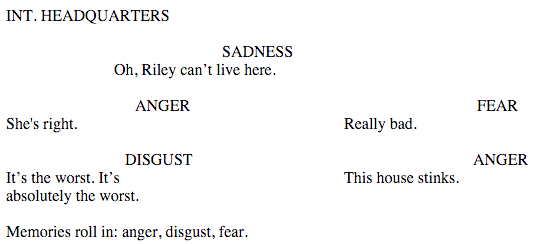 INT. HEADQUARTERS
SADNESS
Oh, Riley can’t live here.
ANGER
She's right.
FEAR
Really bad.
DISGUST
It’s the worst. It’s
absolutely the worst.
ANGER
This house stinks.
Memories roll in: anger, disgust, fear.